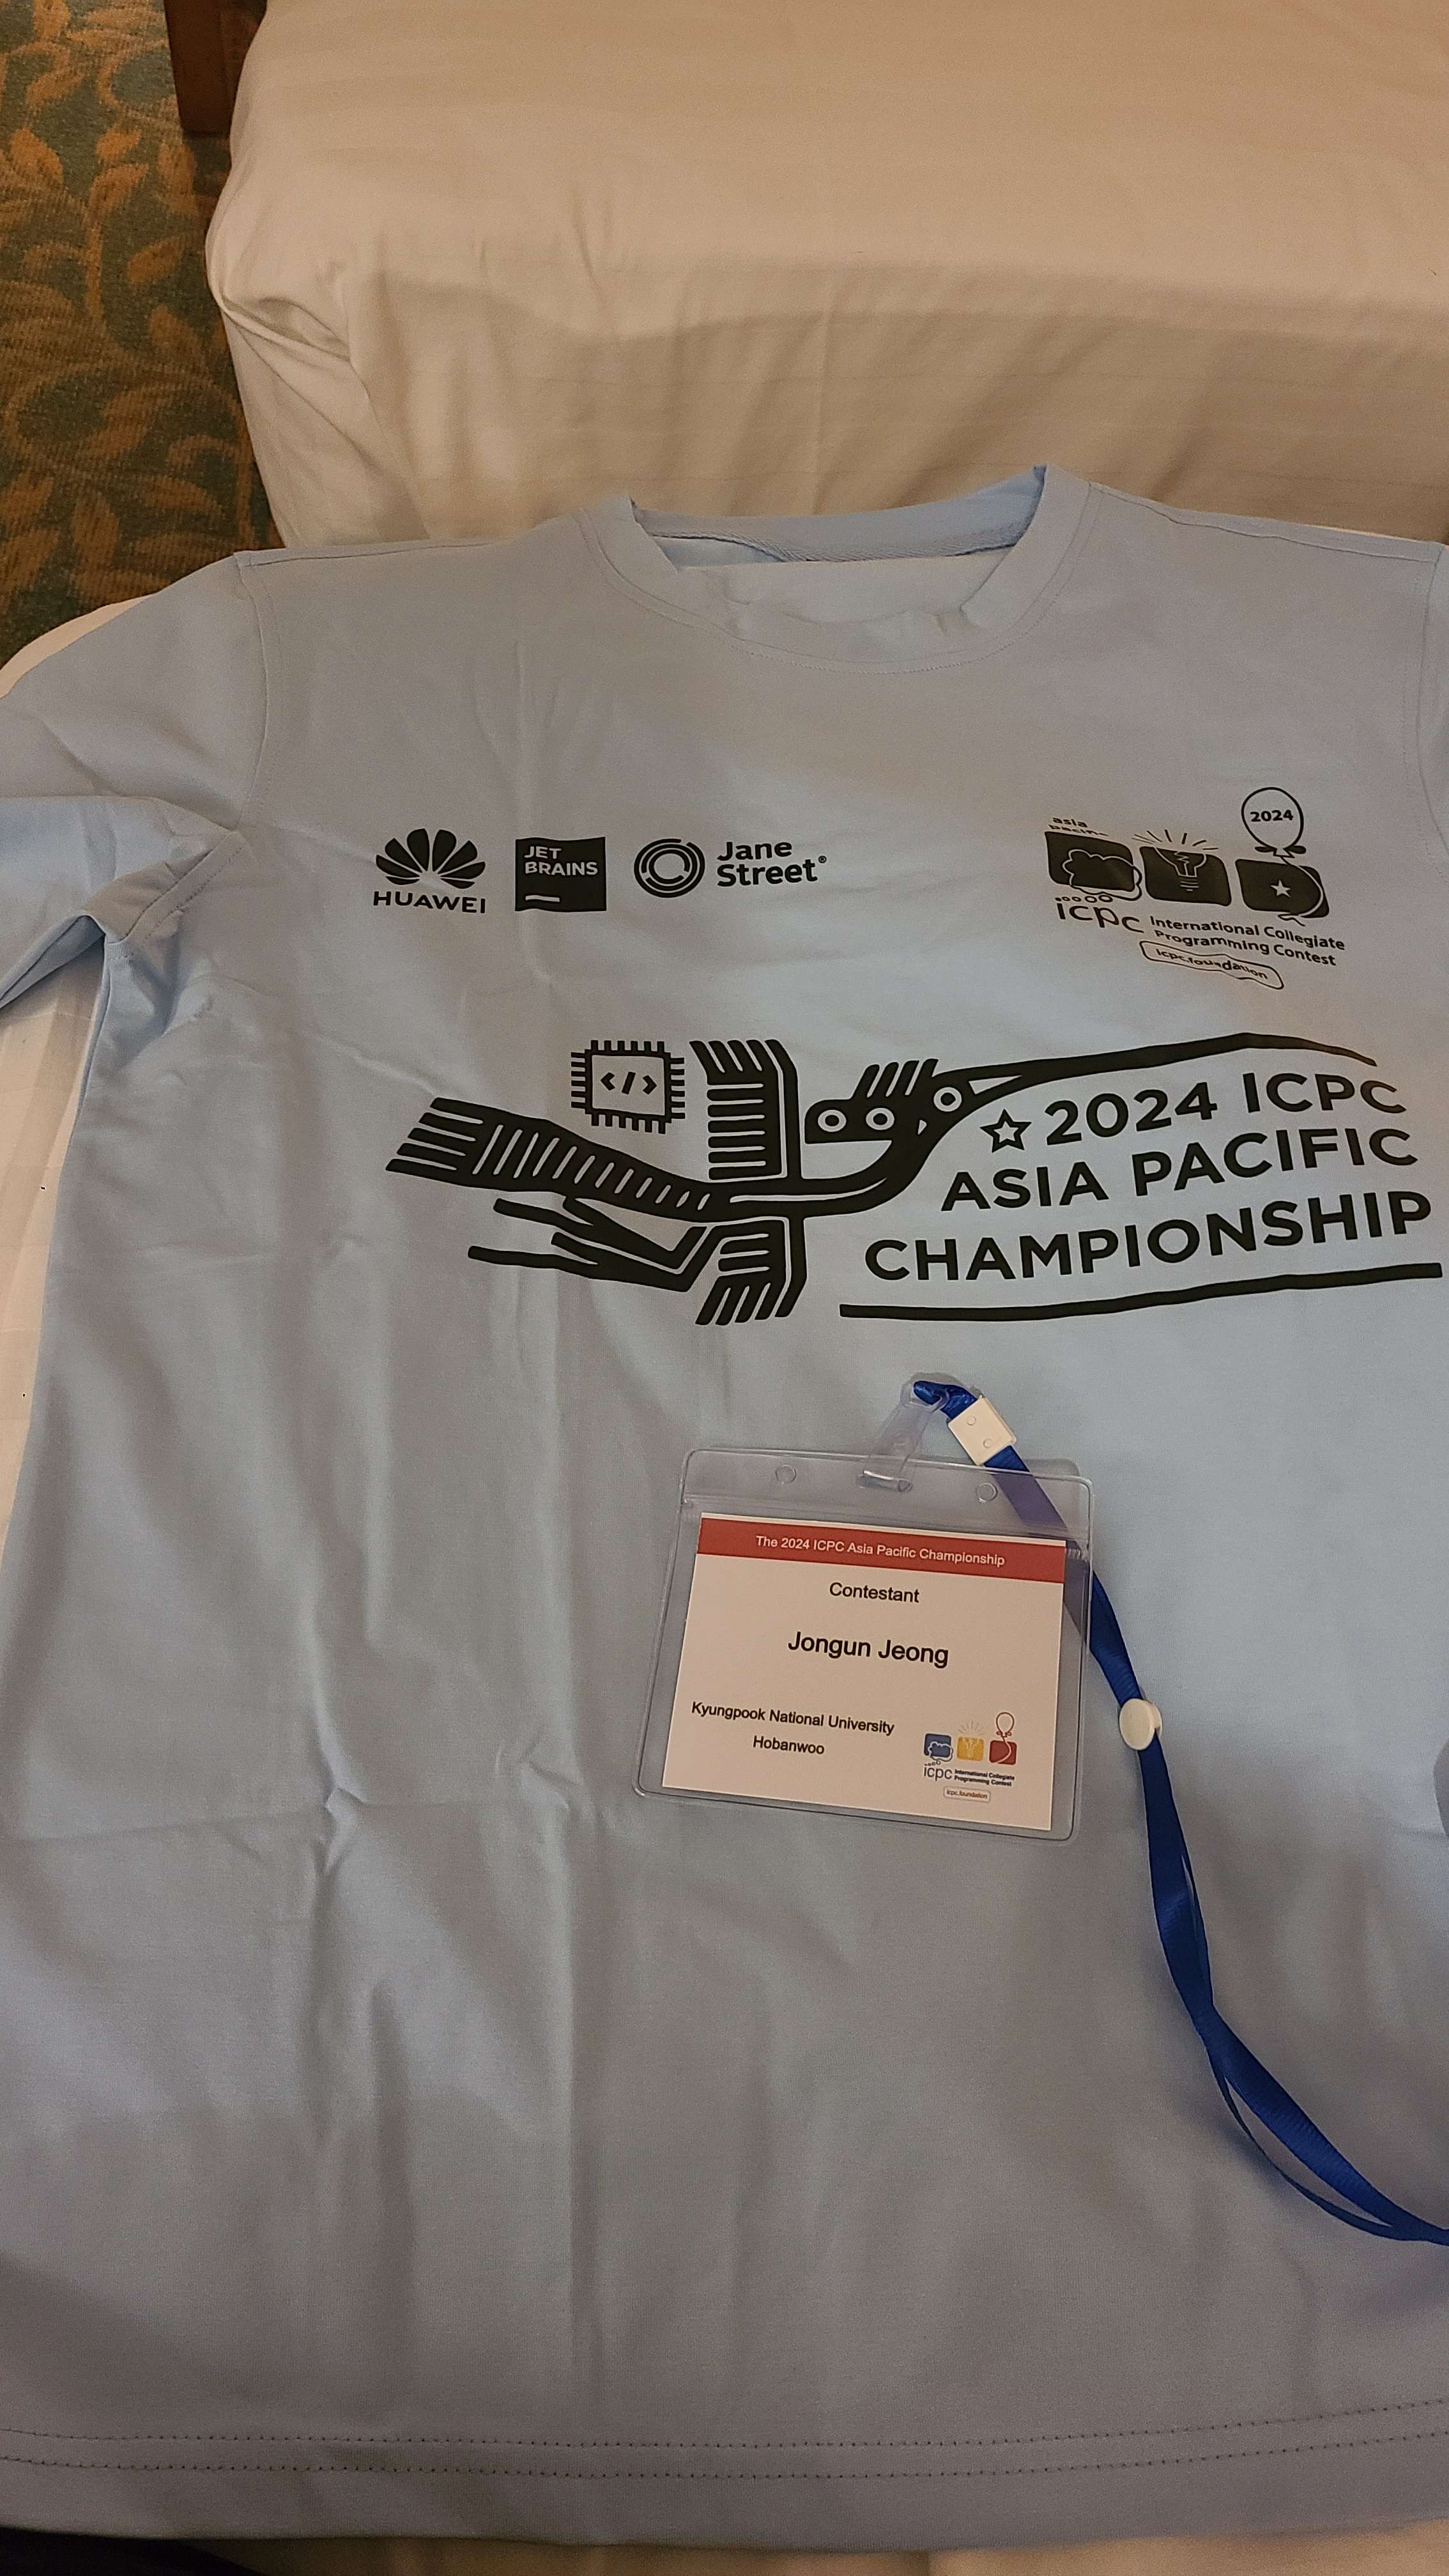 HUAWEI
JET
BRAINS
Jane
Street®
2024
asia
pacific
icpc
International Collegiate
Programming Contest
icpc.foundation
</>
2024 ICPC
ASIA PACIFIC
CHAMPIONSHIP
The 2024 ICPC Asia Pacific Championship
Contestant
Jongun Jeong
Kyungpook National University
Hobanwoo
icpc
International Collegiate
Programming Contest
icpc.foundation